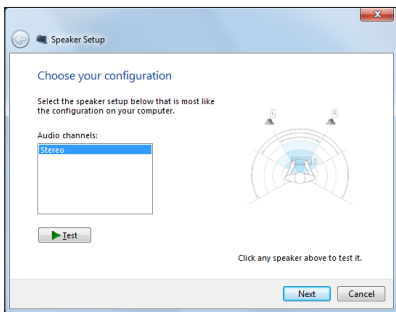 Speaker Setup
Choose your configuration
Select the speaker setup below that is most like
the configuration on your computer.
Audio channels:
Stereo
L
R
Test
Click any speaker above to test it.
Next
Cancel